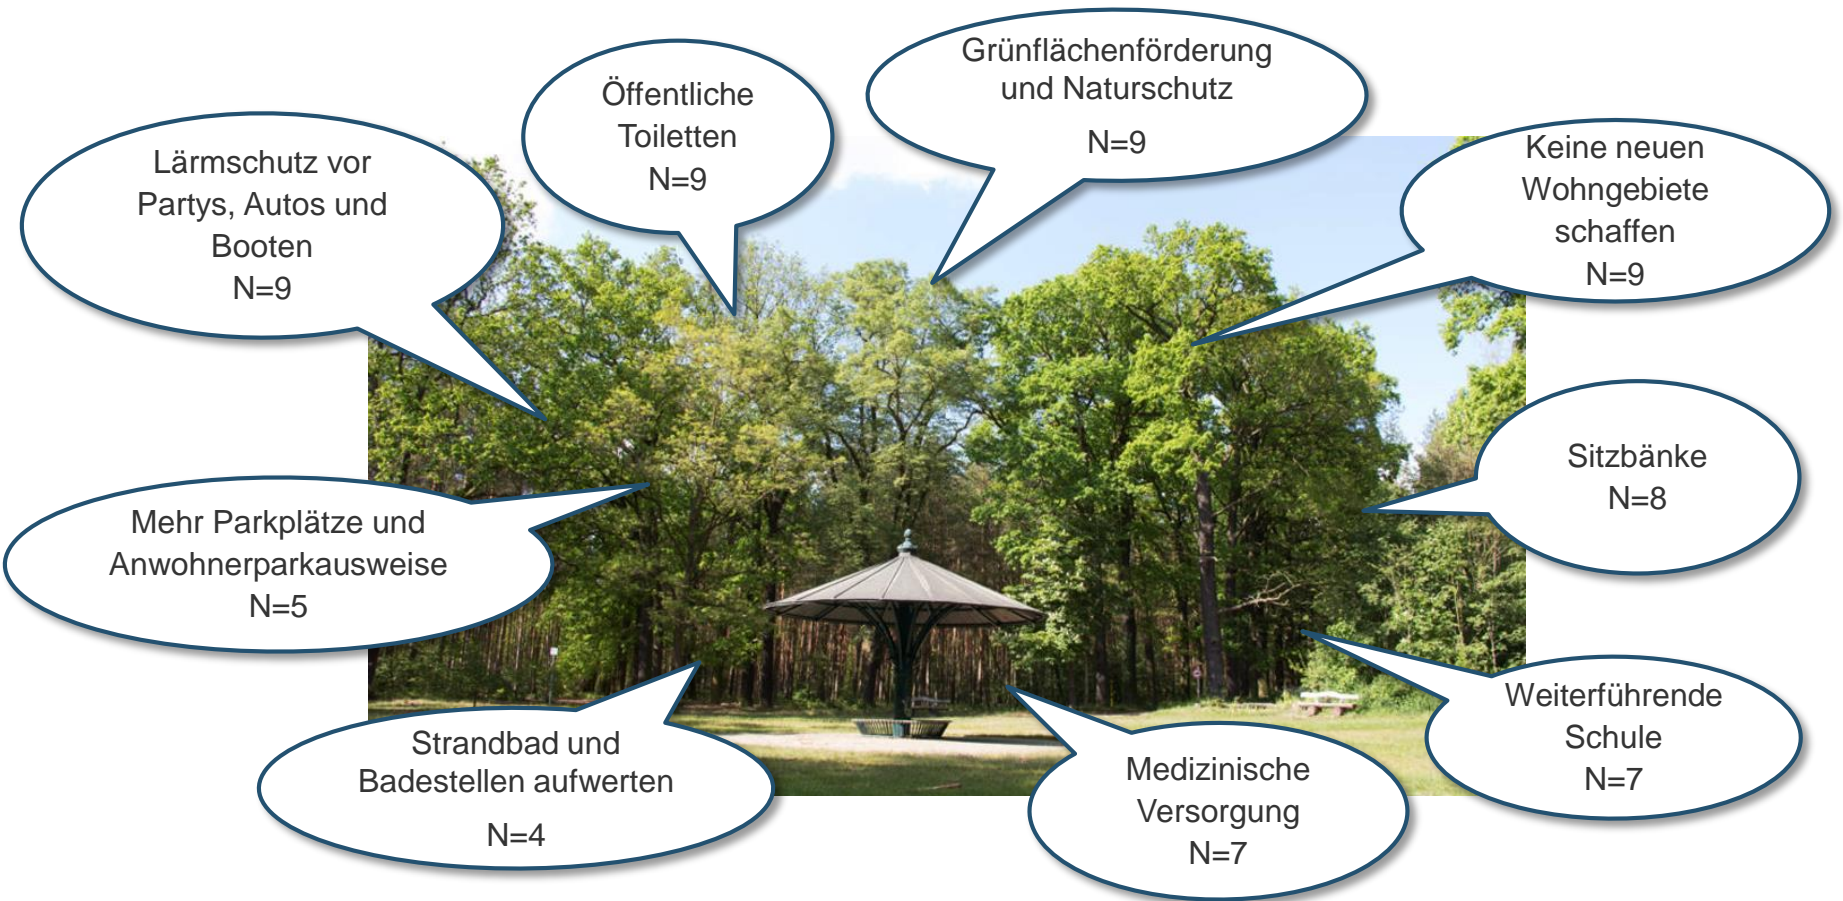 Lärmschutz vor
Partys, Autos und
Booten
N=9
Öffentliche
Toiletten
N=9
Grünflächenförderung
und Naturschutz
N=9
Keine neuen
Wohngebiete
schaffen
N=9
Sitzbänke
N=8
Mehr Parkplätze und
Anwohnerparkausweise
N=5
Weiterführende
Schule
N=7
Strandbad und
Badestellen aufwerten
N=4
Medizinische
Versorgung
N=7